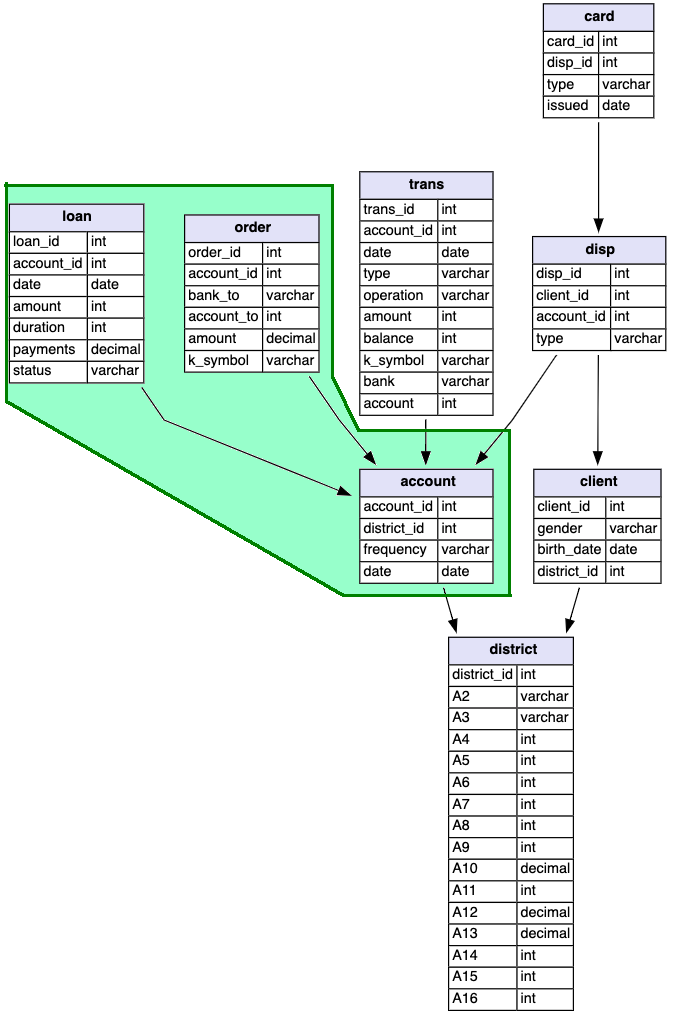 card
card_id int
disp_id int
type varchar
issued date
trans
trans_id int
account_id int
date date
type varchar
operation varchar
amount int
balance int
k_symbol varchar
bank varchar
account int
loan
loan_id int
account_id int
date date
amount int
duration int
payments decimal
status varchar
order
order_id int
account_id int
bank_to varchar
account_to int
amount decimal
k_symbol varchar
disp
disp_id int
client_id int
account_id int
type varchar
account
account_id int
district_id int
frequency varchar
date date
client
client_id int
gender varchar
birth_date date
district_id int
district
district_id int
A2 varchar
A3 varchar
A4 int
A5 int
A6 int
A7 int
A8 int
A9 int
A10 decimal
A11 int
A12 decimal
A13 decimal
A14 int
A15 int
A16 int